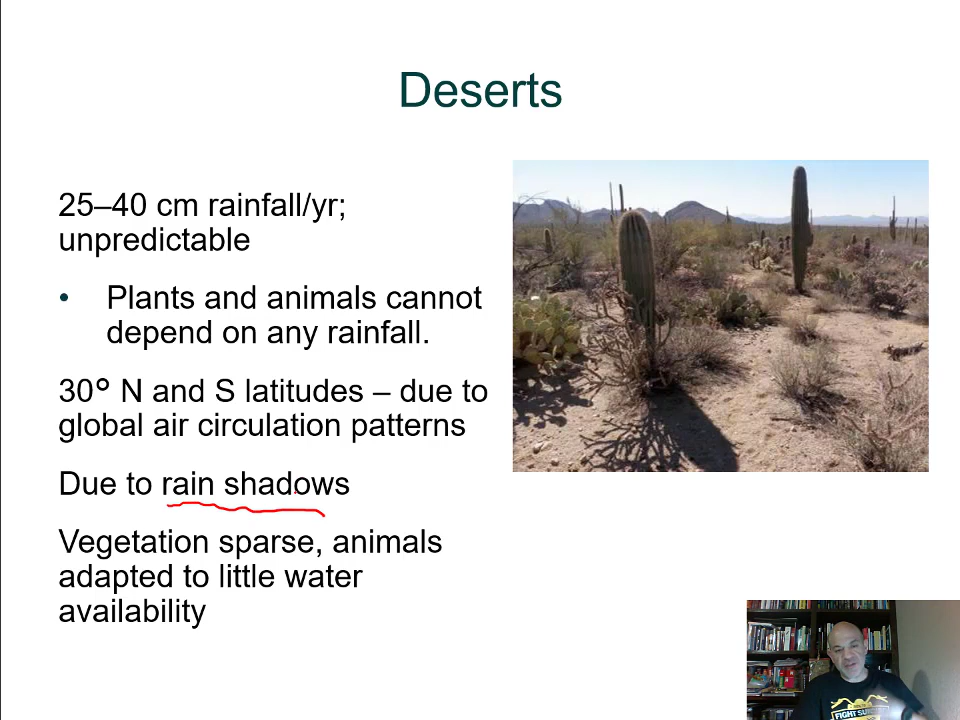 Deserts
25–40 cm rainfall/yr;
unpredictable
• Plants and animals cannot
depend on any rainfall.
30° N and S latitudes – due to
global air circulation patterns
Due to rain shadows
Vegetation sparse, animals
adapted to little water
availability
FIGHT